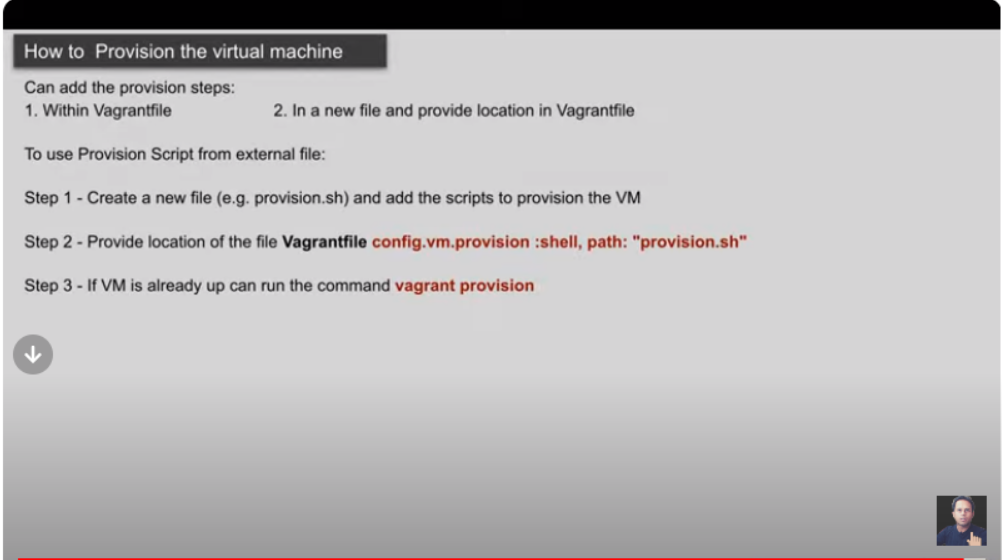 How to Provision the virtual machine
Can add the provision steps:
1. Within Vagrantfile 2. In a new file and provide location in Vagrantfile
To use Provision Script from external file:
Step 1 - Create a new file (e.g. provision.sh) and add the scripts to provision the VM
Step 2 - Provide location of the file Vagrantfile config.vm.provision :shell, path: "provision.sh"
Step 3 - If VM is already up can run the command vagrant provision